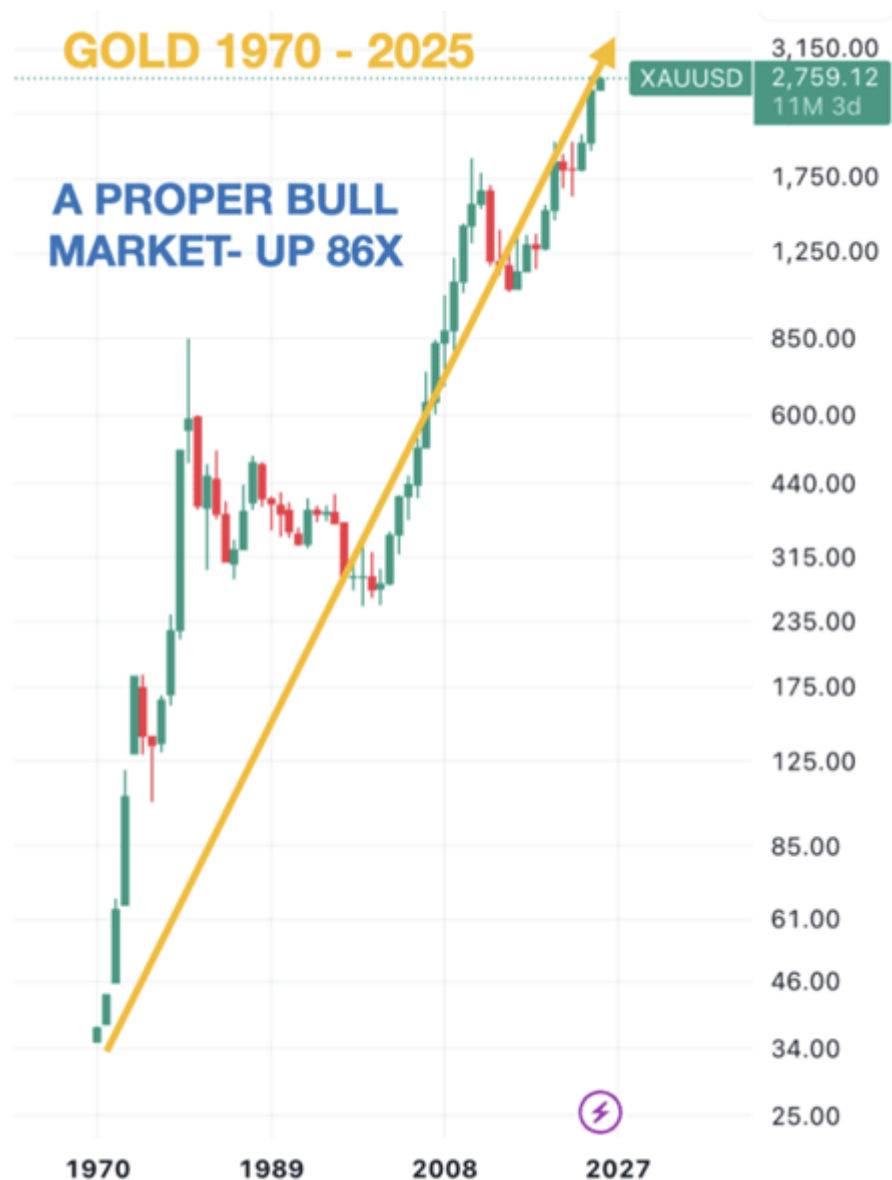 GOLD 1970 - 2025
3,150.00
XAUUSD 2,759.12
11M 3d
A PROPER BULL
MARKET- UP 86X
1,750.00
1,250.00
850.00
600.00
440.00
315.00
235.00
175.00
125.00
85.00
61.00
46.00
34.00
25.00
1970 1989 2008 2027